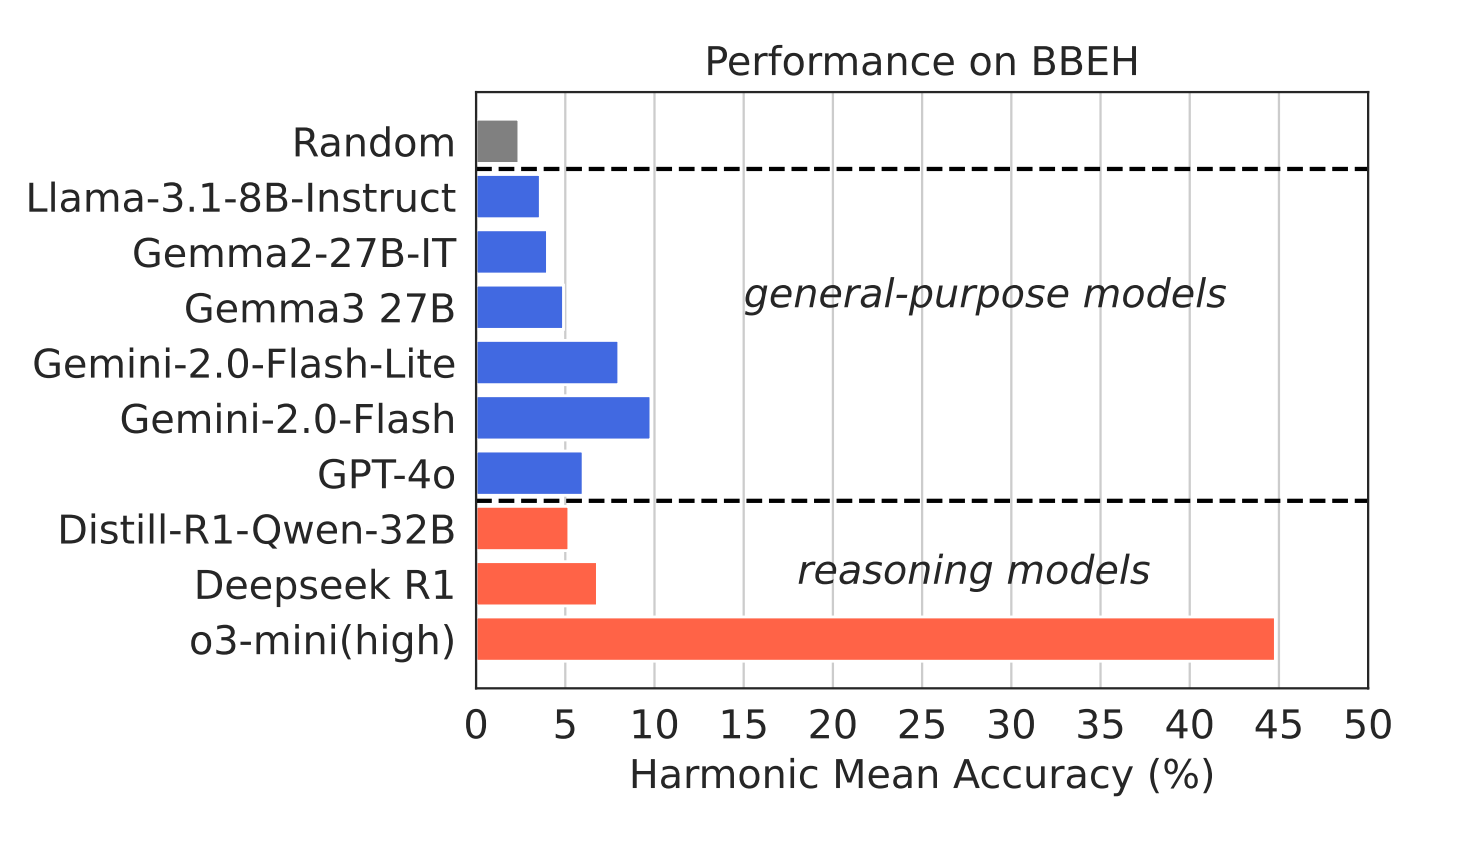 Performance on BBEH
Random
Llama-3.1-8B-Instruct
Gemma2-27B-IT
Gemma3 27B
general-purpose models
Gemini-2.0-Flash-Lite
Gemini-2.0-Flash
GPT-4o
Distill-R1-Qwen-32B
reasoning models
Deepseek R1
o3-mini(high)
0 5 10 15 20 25 30 35 40 45 50
Harmonic Mean Accuracy (%)